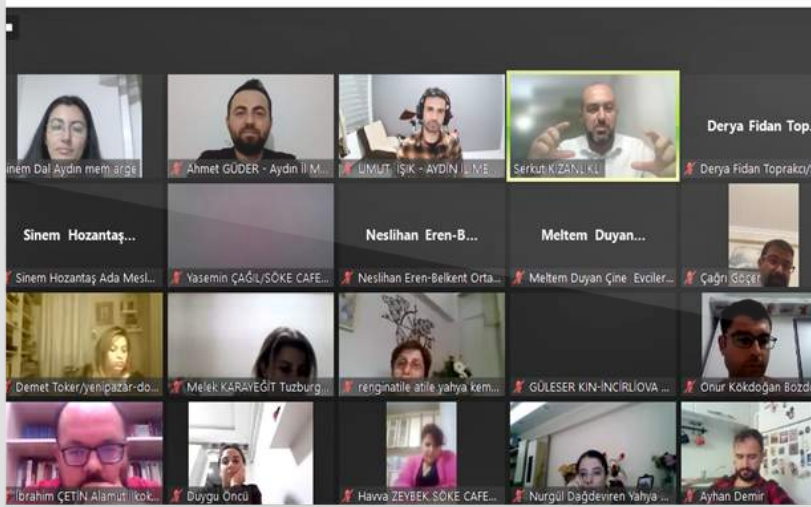 inem Dal Aydın mem arge
Ahmet GÜDER - Aydın İl M...
UMUT IŞIK - AYDIN İL ME...
Serkut KIZANLIKLI
Derya Fidan Top...
Derya Fidan Toprakcı/
Sinem Hozantaş...
Sinem Hozantaş Ada Mesl...
Yasemin ÇAĞIL/SÖKE CAFE...
Neslihan Eren-B...
Neslihan Eren-Belkent Orta...
Meltem Duyan...
Meltem Duyan Çine Evciler...
Çağrı Göçer
Demet Toker/yenipazar-do...
Melek KARAYEĞİT Tuzburg...
renginatile atile yahya kem...
GÜLESER KIN-İNCİRLİOVA ...
Onur Kökdoğan Bozd
İbrahim ÇETİN Alamut İlkok...
Duygu Öncü
Havva ZEYBEK SÖKE CAFE...
Nurgül Dağdeviren Yahya ...
Ayhan Demir